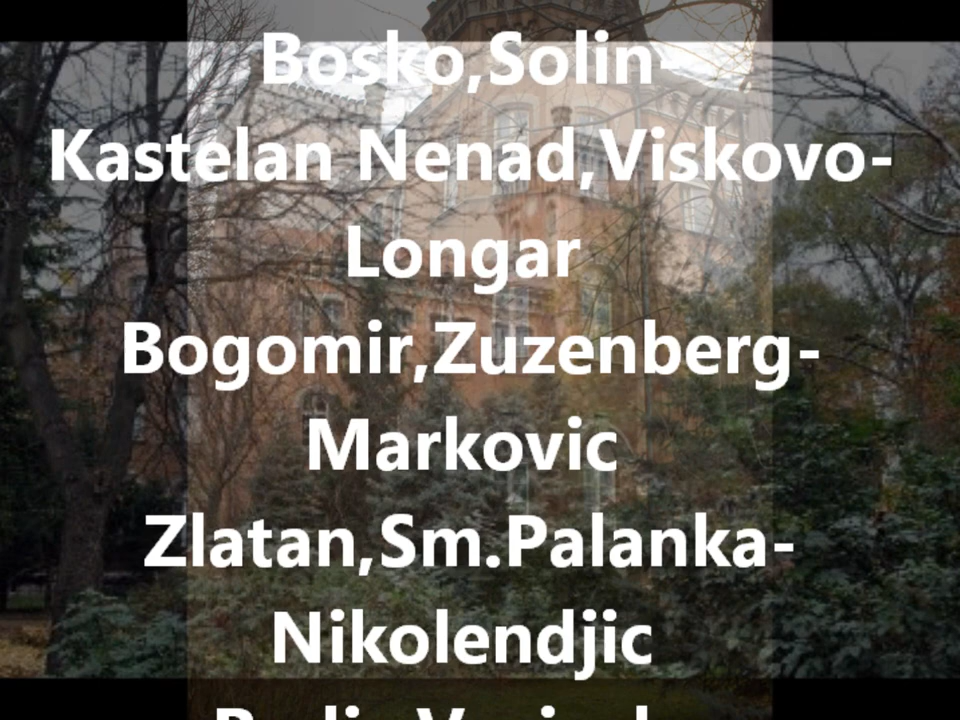 Bosko,Solin-
Kastelan Nenad,Viskovo-
Longar
Bogomir,Zuzenberg-
Markovic
Zlatan,Sm.Palanka-
Nikolendjic